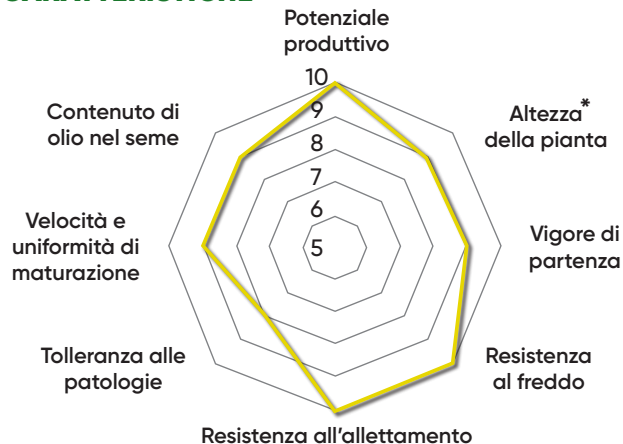 Potenziale
produttivo
10
9
8
7
6
5
Altezza*
della pianta
Vigore di
partenza
Resistenza
al freddo
Resistenza all'allettamento
Tolleranza alle
patologie
Velocità e
uniformità di
maturazione
Contenuto di
olio nel seme